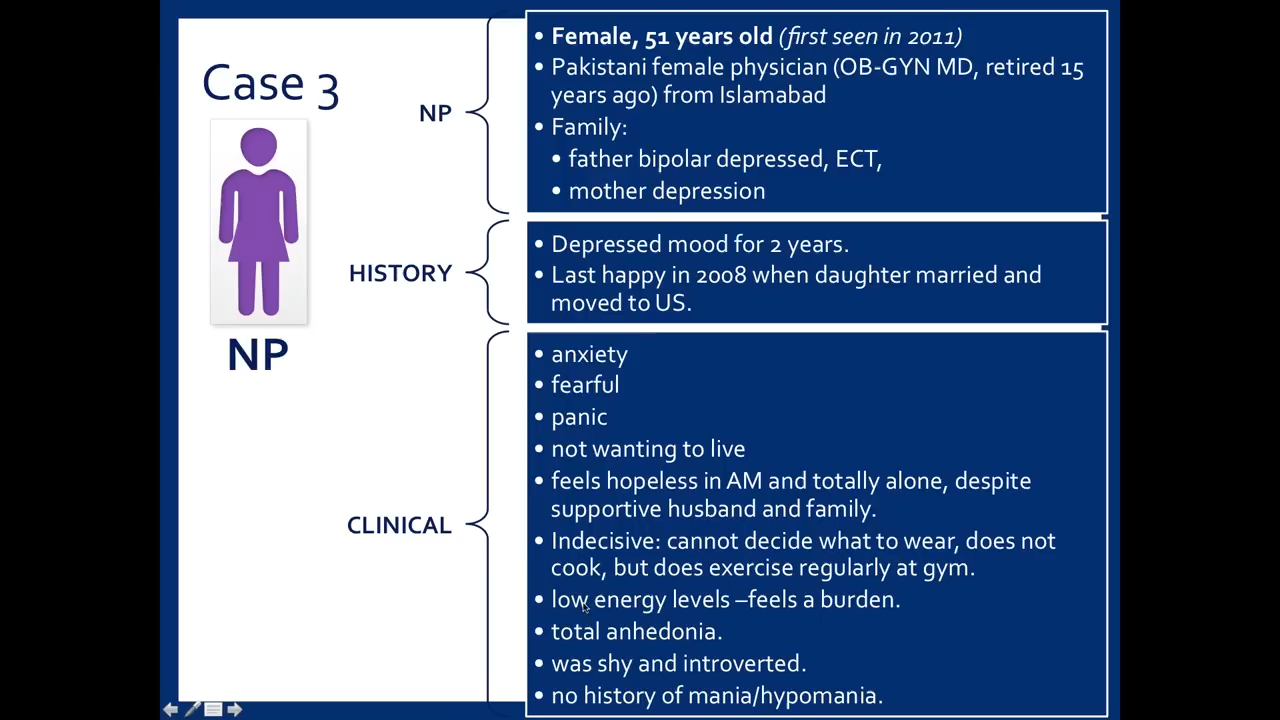 Case 3
NP
NP
• Female, 51 years old (first seen in 2011)
• Pakistani female physician (OB-GYN MD, retired 15
years ago) from Islamabad
• Family:
• father bipolar depressed, ECT,
• mother depression
HISTORY
• Depressed mood for 2 years.
• Last happy in 2008 when daughter married and
moved to US.
CLINICAL
• anxiety
• fearful
• panic
• not wanting to live
• feels hopeless in AM and totally alone, despite
supportive husband and family.
• Indecisive: cannot decide what to wear, does not
cook, but does exercise regularly at gym.
• low energy levels –feels a burden.
• total anhedonia.
• was shy and introverted.
• no history of mania/hypomania.